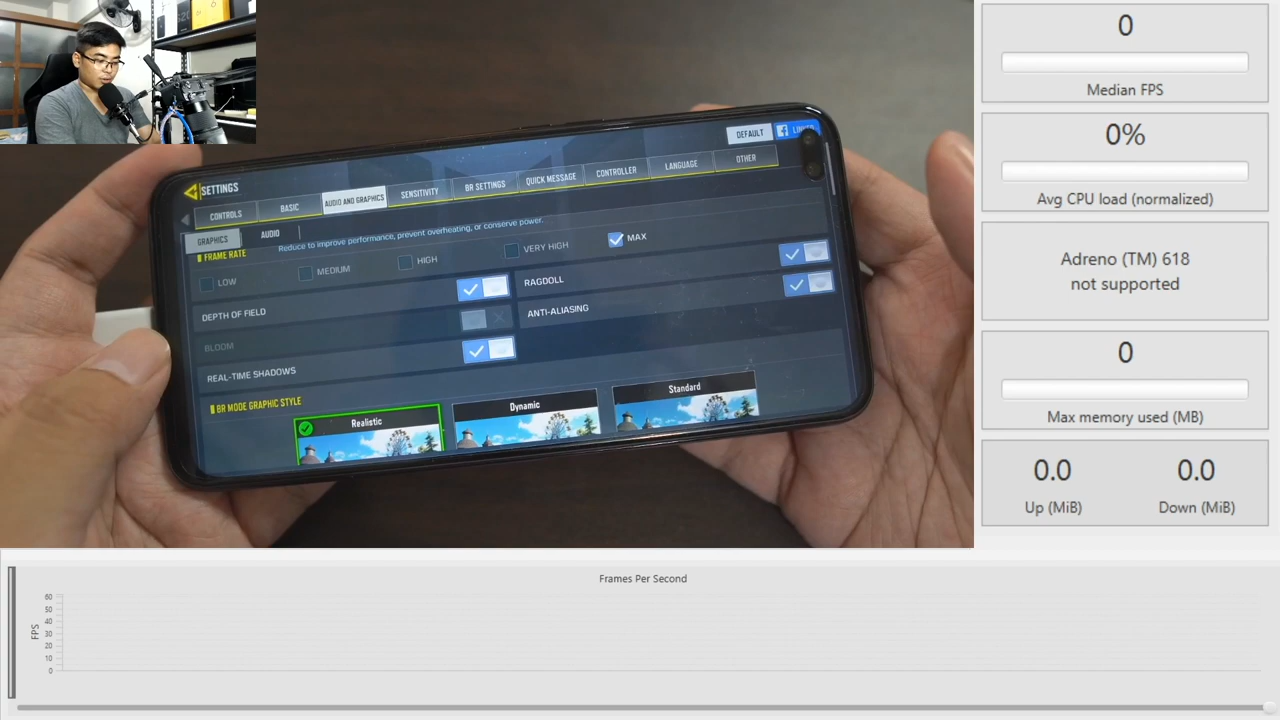 SETTINGS
DEFAULT
CONTROLS
BASIC
AUDIO AND GRAPHICS
SENSITIVITY
BR SETTINGS
QUICK MESSAGE
CONTROLLER
LANGUAGE
OTHER
GRAPHICS
AUDIO
FRAME RATE
Reduce to improve performance, prevent overheating, or conserve power.
LOW
MEDIUM
HIGH
VERY HIGH
MAX
DEPTH OF FIELD
RAGDOLL
BLOOM
ANTI-ALIASING
REAL-TIME SHADOWS
BR MODE GRAPHIC STYLE
Realistic
Dynamic
Standard
0
Median FPS
0%
Avg CPU load (normalized)
Adreno (TM) 618
not supported
0
Max memory used (MB)
0.0 0.0
Up (MiB) Down (MiB)
Frames Per Second
FPS
60
50
40
30
20
10
0